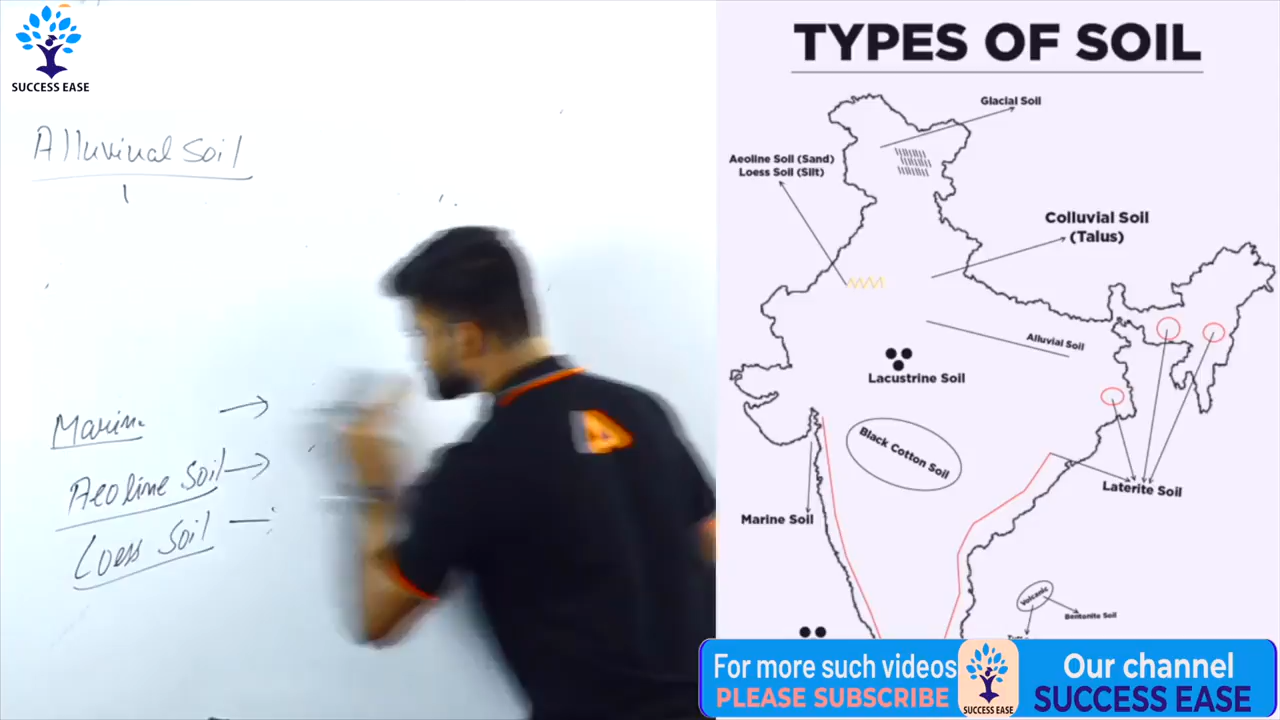 SUCCESS EASE
Alluvinal Soil
Marine
Aeoline Soil
Loess Soil
TYPES OF SOIL
Glacial Soil
Aeoline Soil (Sand)
Loess Soil (Silt)
Colluvial Soil
(Talus)
Alluvial Soil
Lacustrine Soil
Black Cotton Soil
Laterite Soil
Marine Soil
Volcanic
Bentonite Soil
For more such videos
PLEASE SUBSCRIBE
SUCCESS EASE
Our channel
SUCCESS EASE